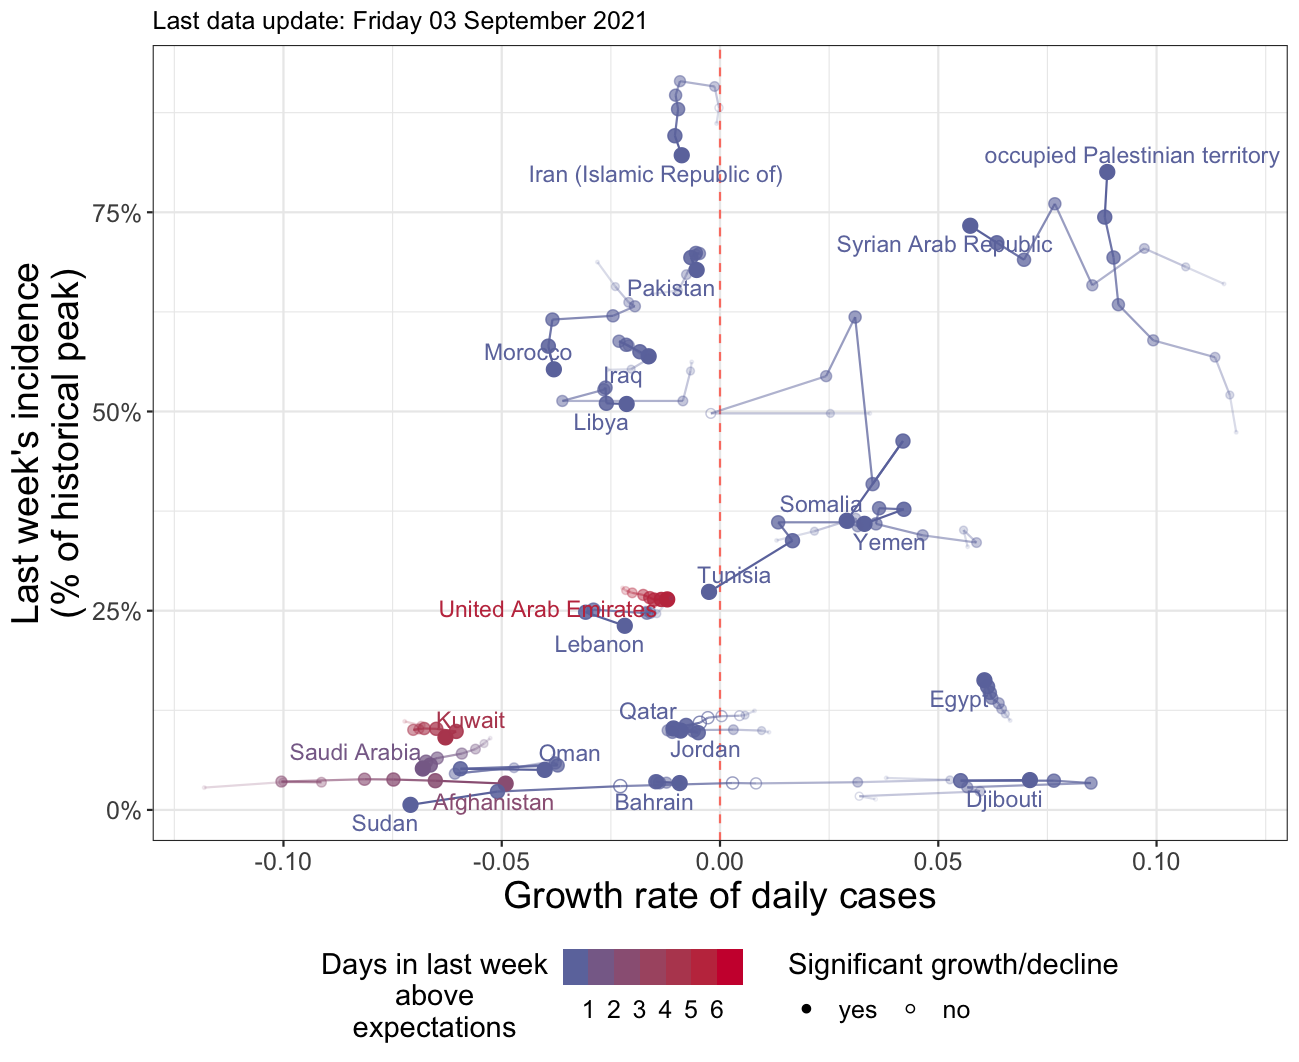 Last data update: Friday 03 September 2021
Last week's incidence
(% of historical peak)
75%
50%
25%
0%
Iran (Islamic Republic of)
occupied Palestinian territory
Syrian Arab Republic
Pakistan
Morocco
Iraq
Libya
Somalia
Yemen
Tunisia
United Arab Emirates
Lebanon
Egypt
Qatar
Kuwait
Jordan
Saudi Arabia
Oman
Afghanistan
Bahrain
Djibouti
Sudan
-0.10
-0.05
0.00
0.05
0.10
Growth rate of daily cases
Days in last week
above
expectations
1 2 3 4 5 6
Significant growth/decline
yes
no